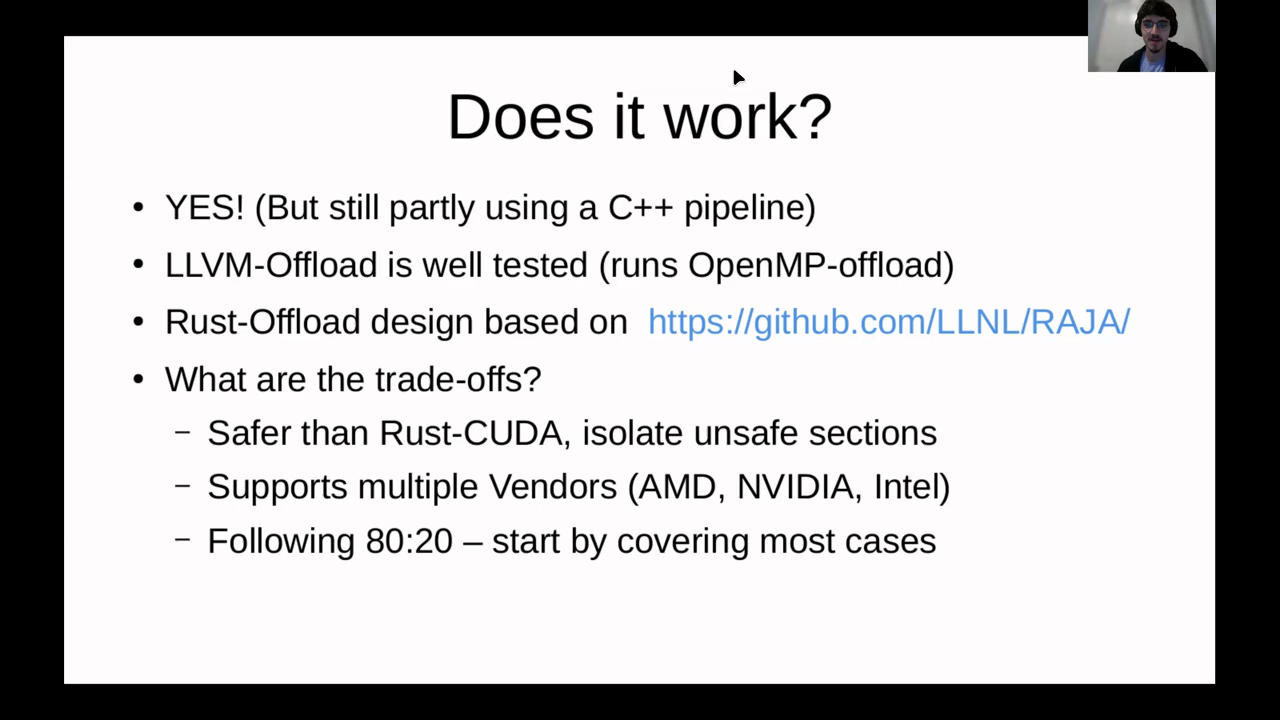 Does it work?
• YES! (But still partly using a C++ pipeline)
• LLVM-Offload is well tested (runs OpenMP-offload)
• Rust-Offload design based on https://github.com/LLNL/RAJA/
• What are the trade-offs?
– Safer than Rust-CUDA, isolate unsafe sections
– Supports multiple Vendors (AMD, NVIDIA, Intel)
– Following 80:20 – start by covering most cases